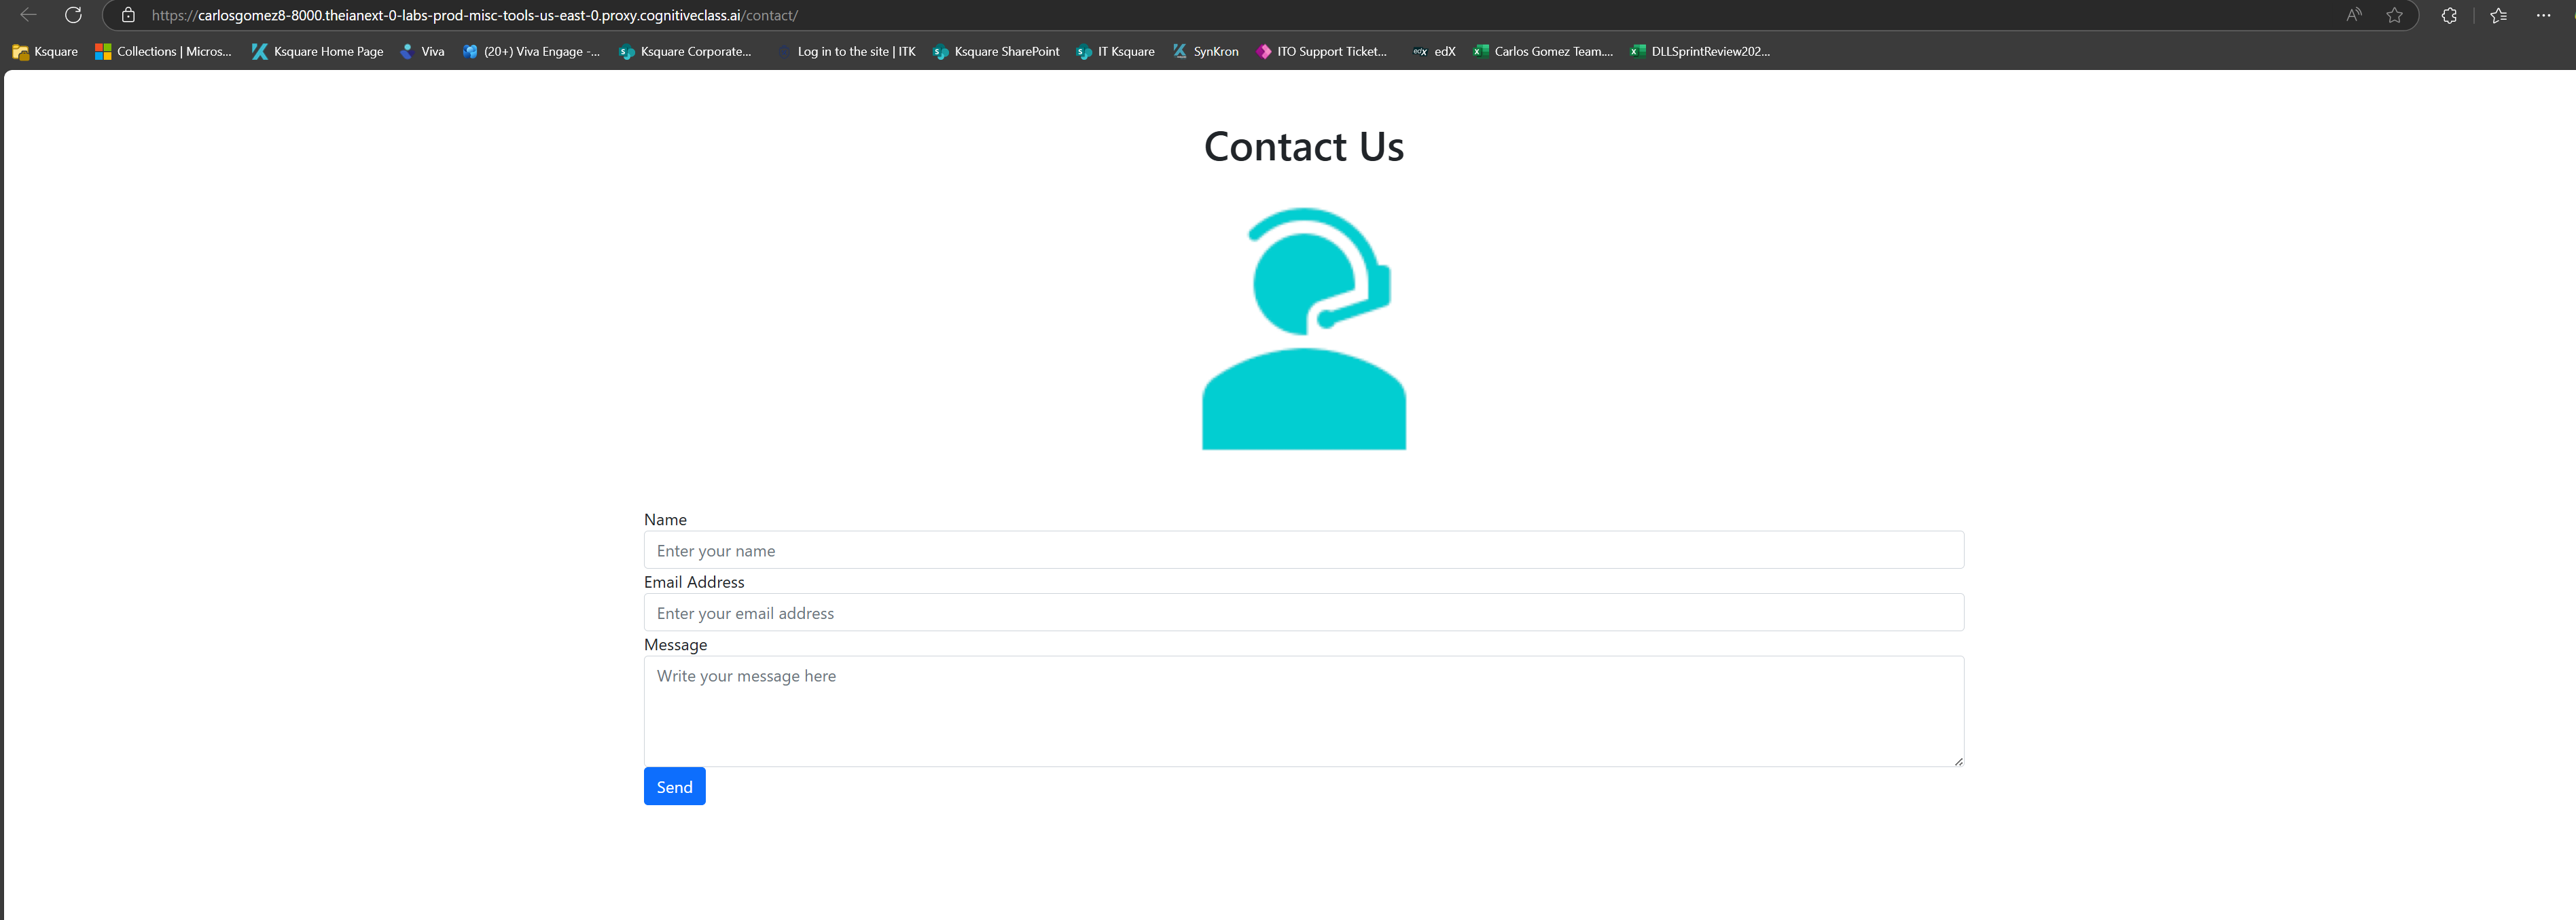 https://carlosgomez8-8000.theianext-0-labs-prod-misc-tools-us-east-0.proxy.cognitiveclass.ai/contact/
Ksquare Collections | Micros... Ksquare Home Page Viva (20+) Viva Engage -... Ksquare Corporate... Log in to the site | ITK Ksquare SharePoint IT Ksquare SynKron ITO Support Ticket... edX edX Carlos Gomez Team.... DLLSprintReview202...
Contact Us
Name
Enter your name
Email Address
Enter your email address
Message
Write your message here
Send